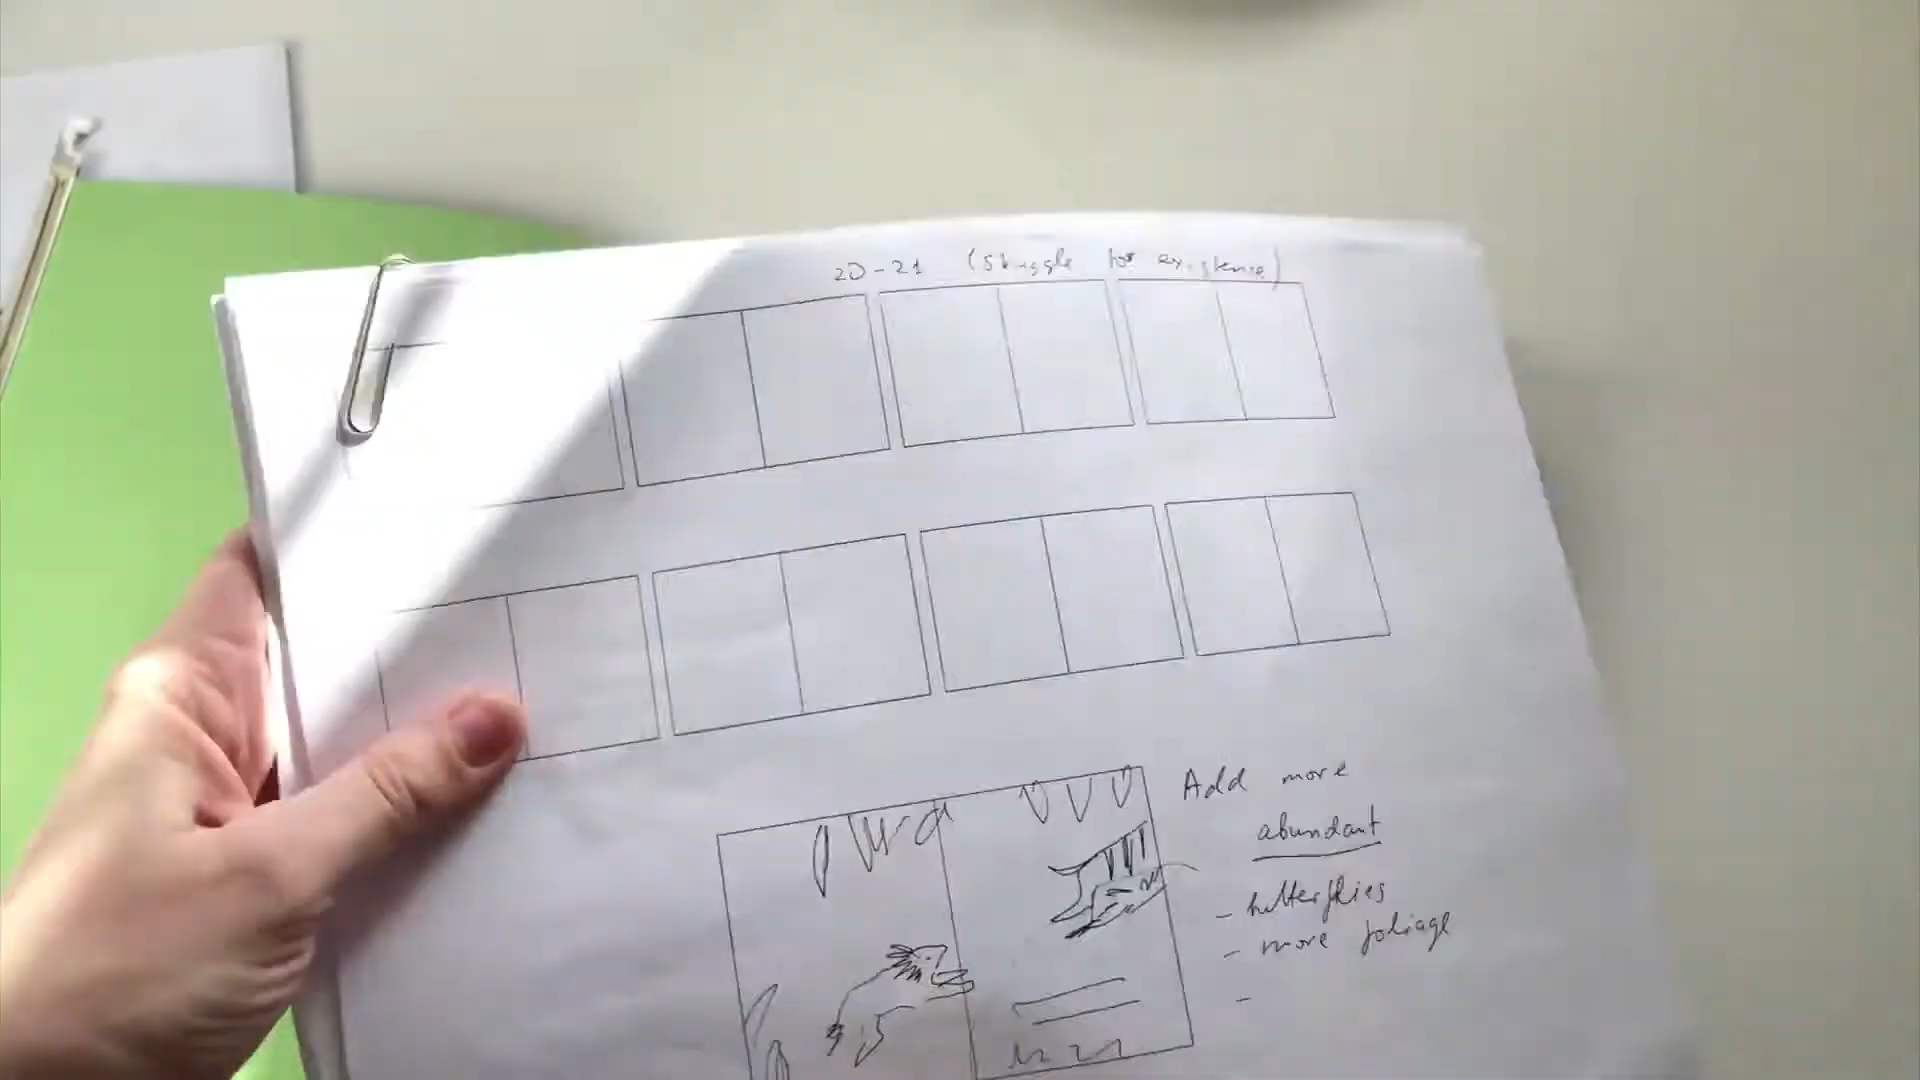 20-21 (Struggle for existence)
Add more
abundant
- butterflies
- more foliage
-